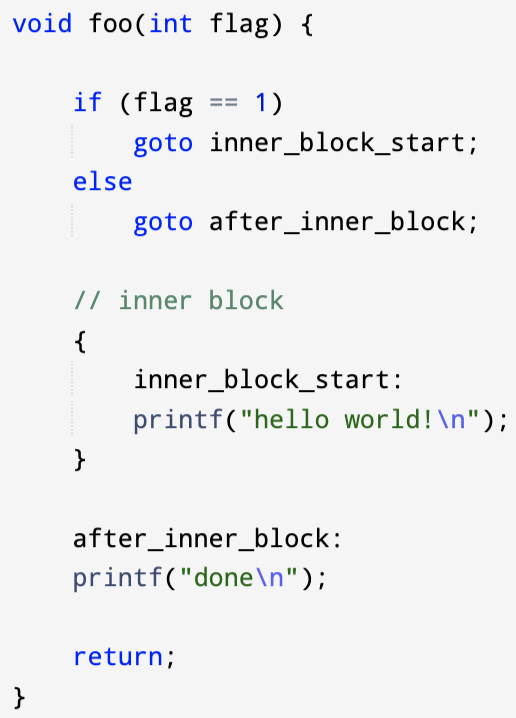 void foo(int flag) {
if (flag == 1)
goto inner_block_start;
else
goto after_inner_block;
// inner block
{
inner_block_start:
printf("hello world!\n");
}
after_inner_block:
printf("done\n");
return;
}